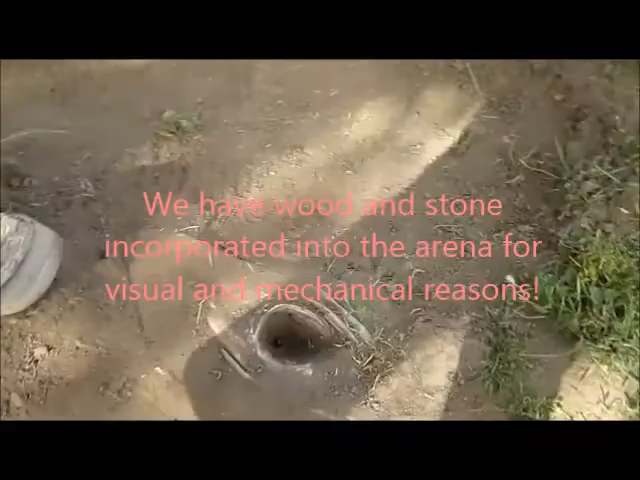 We have wood and stone
incorporated into the arena for
visual and mechanical reasons!